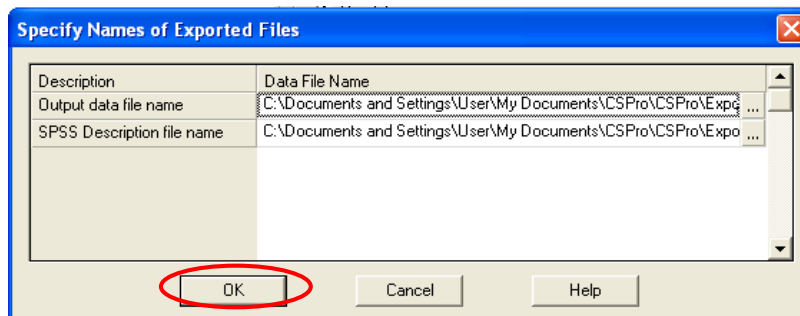 Specify Names of Exported Files
Description Data File Name
Output data file name C:\Documents and Settings\User\My Documents\CSPro\CSPro\Expo ...
SPSS Description file name C:\Documents and Settings\User\My Documents\CSPro\CSPro\Expo ...
OK Cancel Help